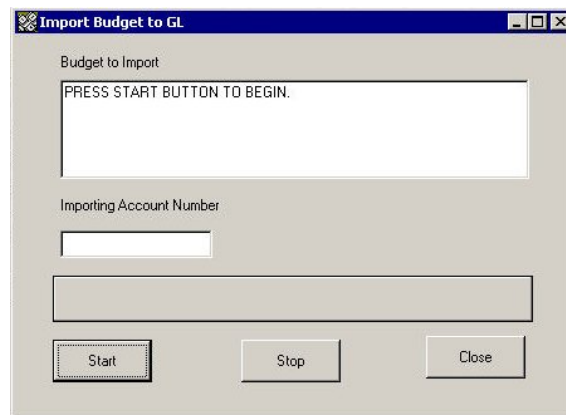 Import Budget to GL
Budget to Import
PRESS START BUTTON TO BEGIN.
Importing Account Number
Start
Stop
Close